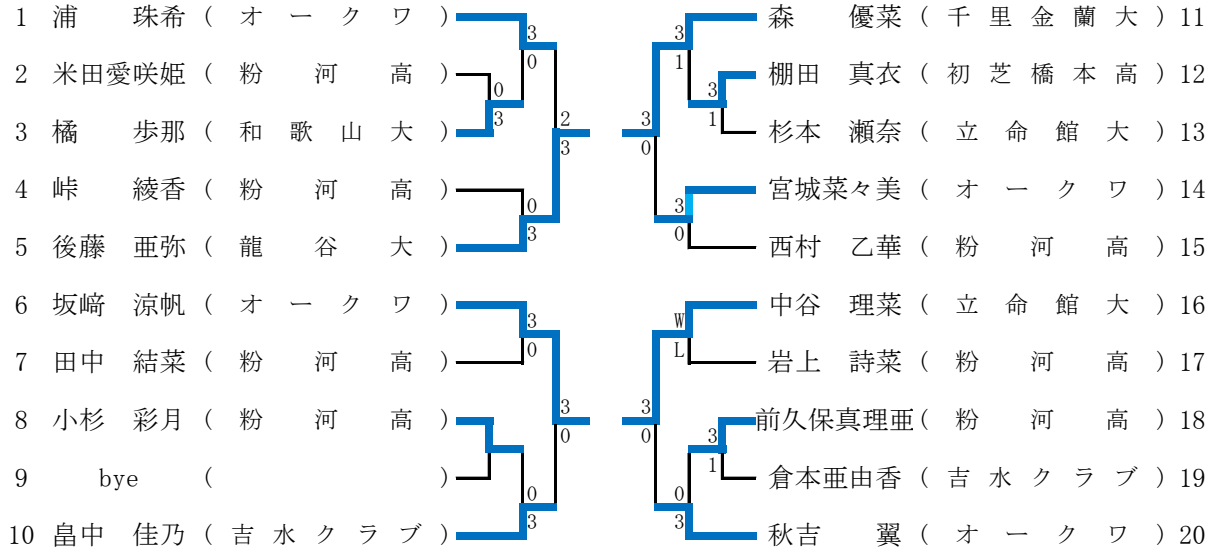 1 浦 珠希 ( オークワ )
2 米田愛咲姫 ( 粉河高 )
3 橘 歩那 ( 和歌山大 )
4 峠 綾香 ( 粉河高 )
5 後藤 亜弥 ( 龍谷大 )
6 坂﨑 涼帆 ( オークワ )
7 田中 結菜 ( 粉河高 )
8 小杉 彩月 ( 粉河高 )
9 bye ( )
10 畠中 佳乃 ( 吉水クラブ )
3
0
0
3
2
3
0
3
3
0
3
0
0
3
3
1
3
1
3
0
3
0
W
L
3
0
3
1
0
3
森 優菜 ( 千里金蘭大 ) 11
棚田 真衣 ( 初芝橋本高 ) 12
杉本 瀬奈 ( 立命館大 ) 13
宮城菜々美 ( オークワ ) 14
西村 乙華 ( 粉河高 ) 15
中谷 理菜 ( 立命館大 ) 16
岩上 詩菜 ( 粉河高 ) 17
前久保真理亜 ( 粉河高 ) 18
倉本亜由香 ( 吉水クラブ ) 19
秋吉 翼 ( オークワ ) 20